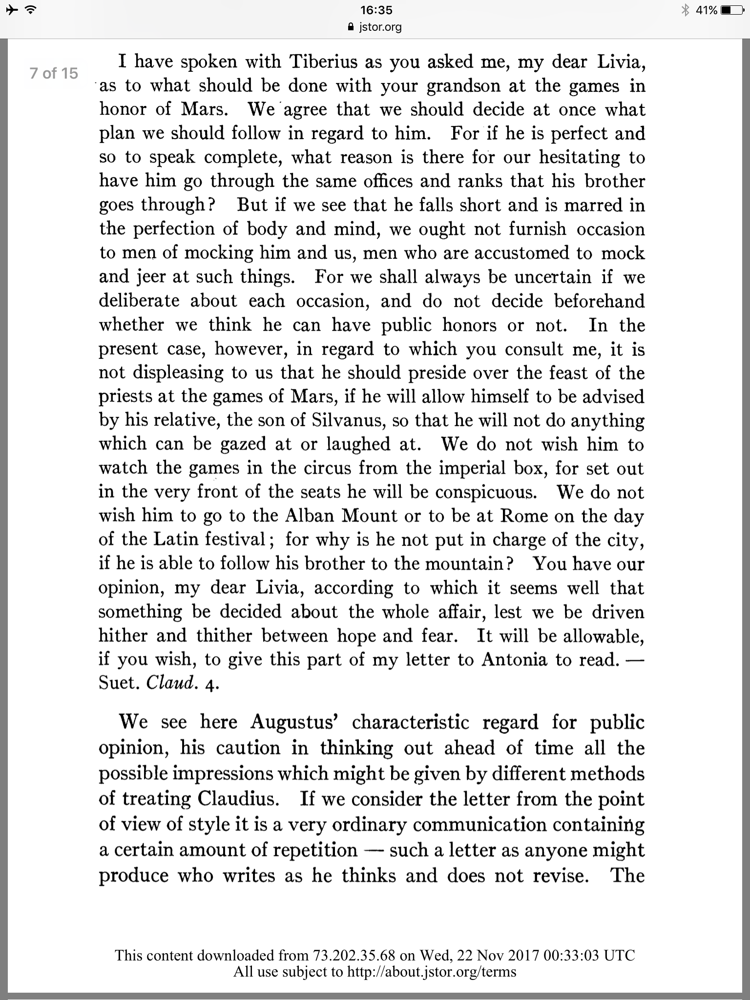 16:35
41%
jstor.org
7 of 15
I have spoken with Tiberius as you asked me, my dear Livia,
as to what should be done with your grandson at the games in
honor of Mars. We agree that we should decide at once what
plan we should follow in regard to him. For if he is perfect and
so to speak complete, what reason is there for our hesitating to
have him go through the same offices and ranks that his brother
goes through? But if we see that he falls short and is marred in
the perfection of body and mind, we ought not furnish occasion
to men of mocking him and us, men who are accustomed to mock
and jeer at such things. For we shall always be uncertain if we
deliberate about each occasion, and do not decide beforehand
whether we think he can have public honors or not. In the
present case, however, in regard to which you consult me, it is
not displeasing to us that he should preside over the feast of the
priests at the games of Mars, if he will allow himself to be advised
by his relative, the son of Silvanus, so that he will not do anything
which can be gazed at or laughed at. We do not wish him to
watch the games in the circus from the imperial box, for set out
in the very front of the seats he will be conspicuous. We do not
wish him to go to the Alban Mount or to be at Rome on the day
of the Latin festival; for why is he not put in charge of the city,
if he is able to follow his brother to the mountain? You have our
opinion, my dear Livia, according to which it seems well that
something be decided about the whole affair, lest we be driven
hither and thither between hope and fear. It will be allowable,
if you wish, to give this part of my letter to Antonia to read. —
Suet. Claud. 4.
We see here Augustus' characteristic regard for public
opinion, his caution in thinking out ahead of time all the
possible impressions which might be given by different methods
of treating Claudius. If we consider the letter from the point
of view of style it is a very ordinary communication containing
a certain amount of repetition — such a letter as anyone might
produce who writes as he thinks and does not revise. The
This content downloaded from 73.202.35.68 on Wed, 22 Nov 2017 00:33:03 UTC
All use subject to http://about.jstor.org/terms